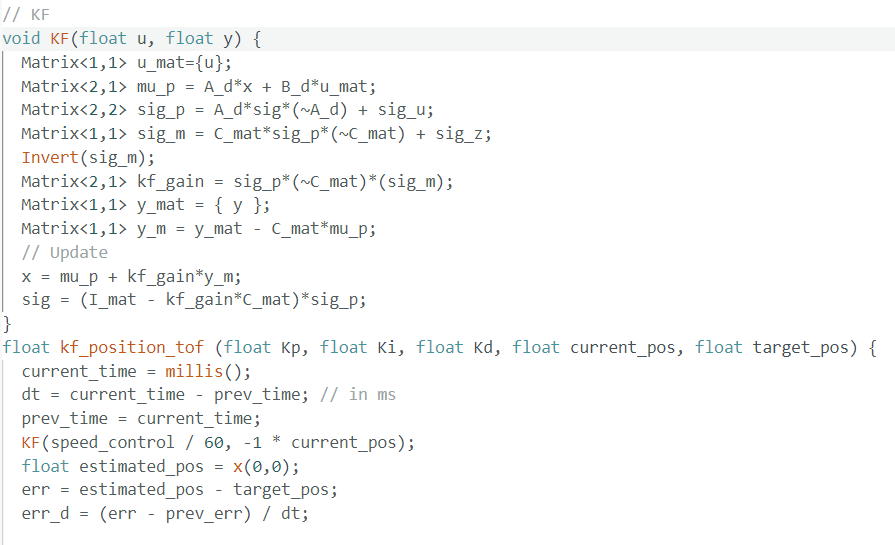 // KF
void KF(float u, float y) {
Matrix<1,1> u_mat={u};
Matrix<2,1> mu_p = A_d*x + B_d*u_mat;
Matrix<2,2> sig_p = A_d*sig*(~A_d) + sig_u;
Matrix<1,1> sig_m = C_mat*sig_p*(~C_mat) + sig_z;
Invert(sig_m);
Matrix<2,1> kf_gain = sig_p*(~C_mat)*(sig_m);
Matrix<1,1> y_mat = { y };
Matrix<1,1> y_m = y_mat - C_mat*mu_p;
// Update
x = mu_p + kf_gain*y_m;
sig = (I_mat - kf_gain*C_mat)*sig_p;
}
float kf_position_tof (float Kp, float Ki, float Kd, float current_pos, float target_pos) {
current_time = millis();
dt = current_time - prev_time; // in ms
prev_time = current_time;
KF(speed_control / 60, -1 * current_pos);
float estimated_pos = x(0,0);
err = estimated_pos - target_pos;
err_d = (err - prev_err) / dt;